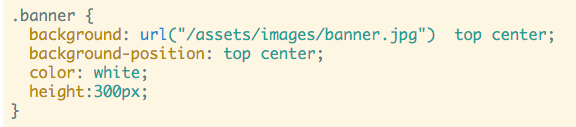 .banner {
  background: url("/assets/images/banner.jpg")  top center;
  background-position: top center;
  color: white;
  height:300px;
}